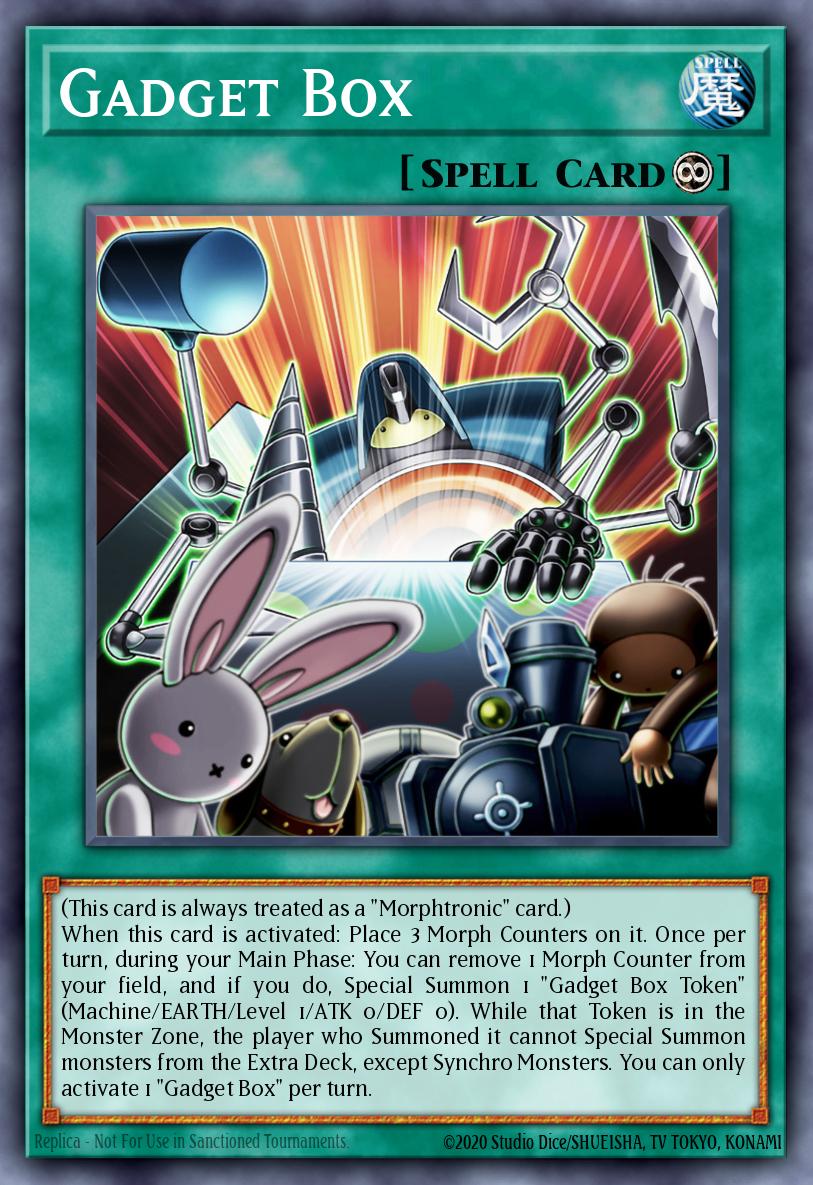 Gadget Box
SPELL
魔
[Spell Card]
(This card is always treated as a "Morphtronic" card.)
When this card is activated: Place 3 Morph Counters on it. Once per
turn, during your Main Phase: You can remove 1 Morph Counter from
your field, and if you do, Special Summon 1 "Gadget Box Token"
(Machine/EARTH/Level 1/ATK 0/DEF 0). While that Token is in the
Monster Zone, the player who Summoned it cannot Special Summon
monsters from the Extra Deck, except Synchro Monsters. You can only
activate 1 "Gadget Box" per turn.
Replica - Not For Use in Sanctioned Tournaments.
©2020 Studio Dice/SHUEISHA, TV TOKYO, KONAMI